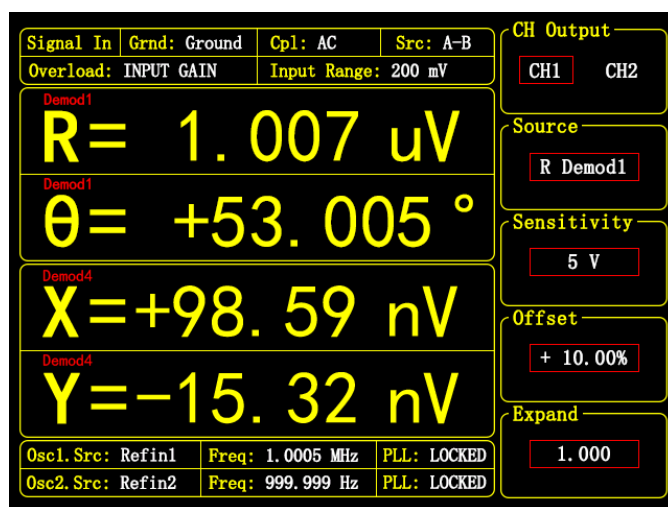 Signal In Grnd: Ground Cpl: AC Src: A-B
Overload: INPUT GAIN Input Range: 200 mV
Demod1
R= 1.007 uV
Demod1
θ= +53.005 °
Demod4
X=+98.59 nV
Demod4
Y=-15.32 nV
Osc1.Src: Refin1 Freq: 1.0005 MHz PLL: LOCKED
Osc2.Src: Refin2 Freq: 999.999 Hz PLL: LOCKED
CH Output
CH1 CH2
Source
R Demod1
Sensitivity
5 V
Offset
+ 10.00%
Expand
1.000